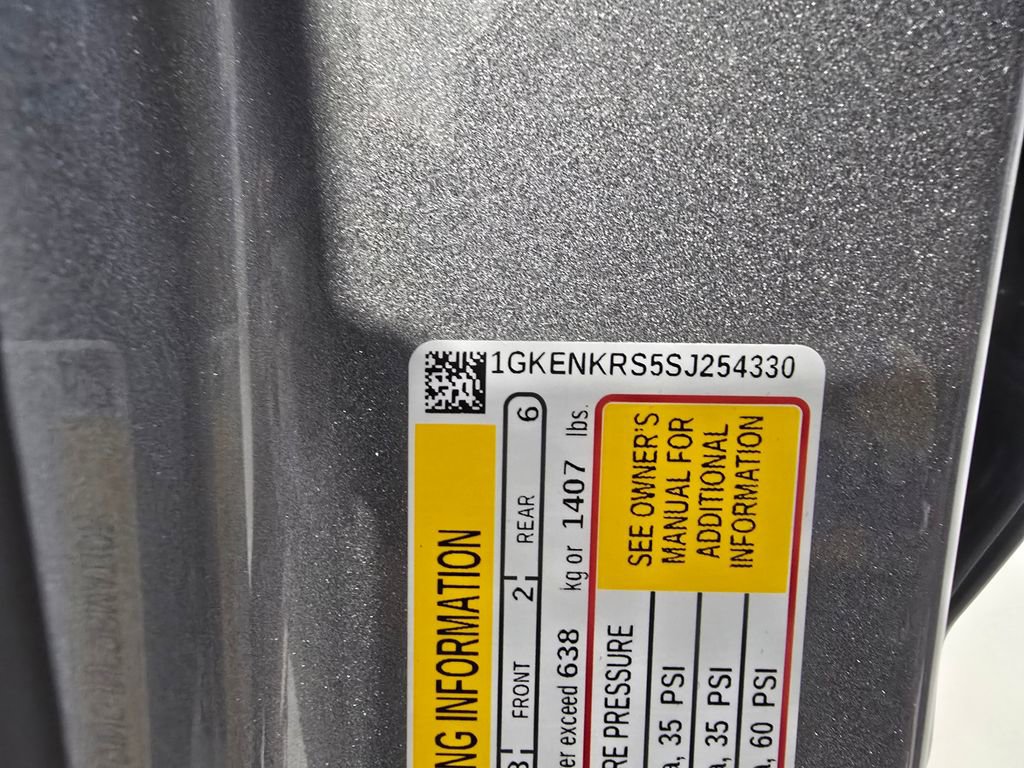 1GKENKRS5SJ254330
NG INFORMATION
8 FRONT 2 REAR 6
er exceed 638 kg or 1407 lbs.
RE PRESSURE
SEE OWNER'S
MANUAL FOR
ADDITIONAL
INFORMATION
a, 35 PSI
a, 35 PSI
a, 60 PSI